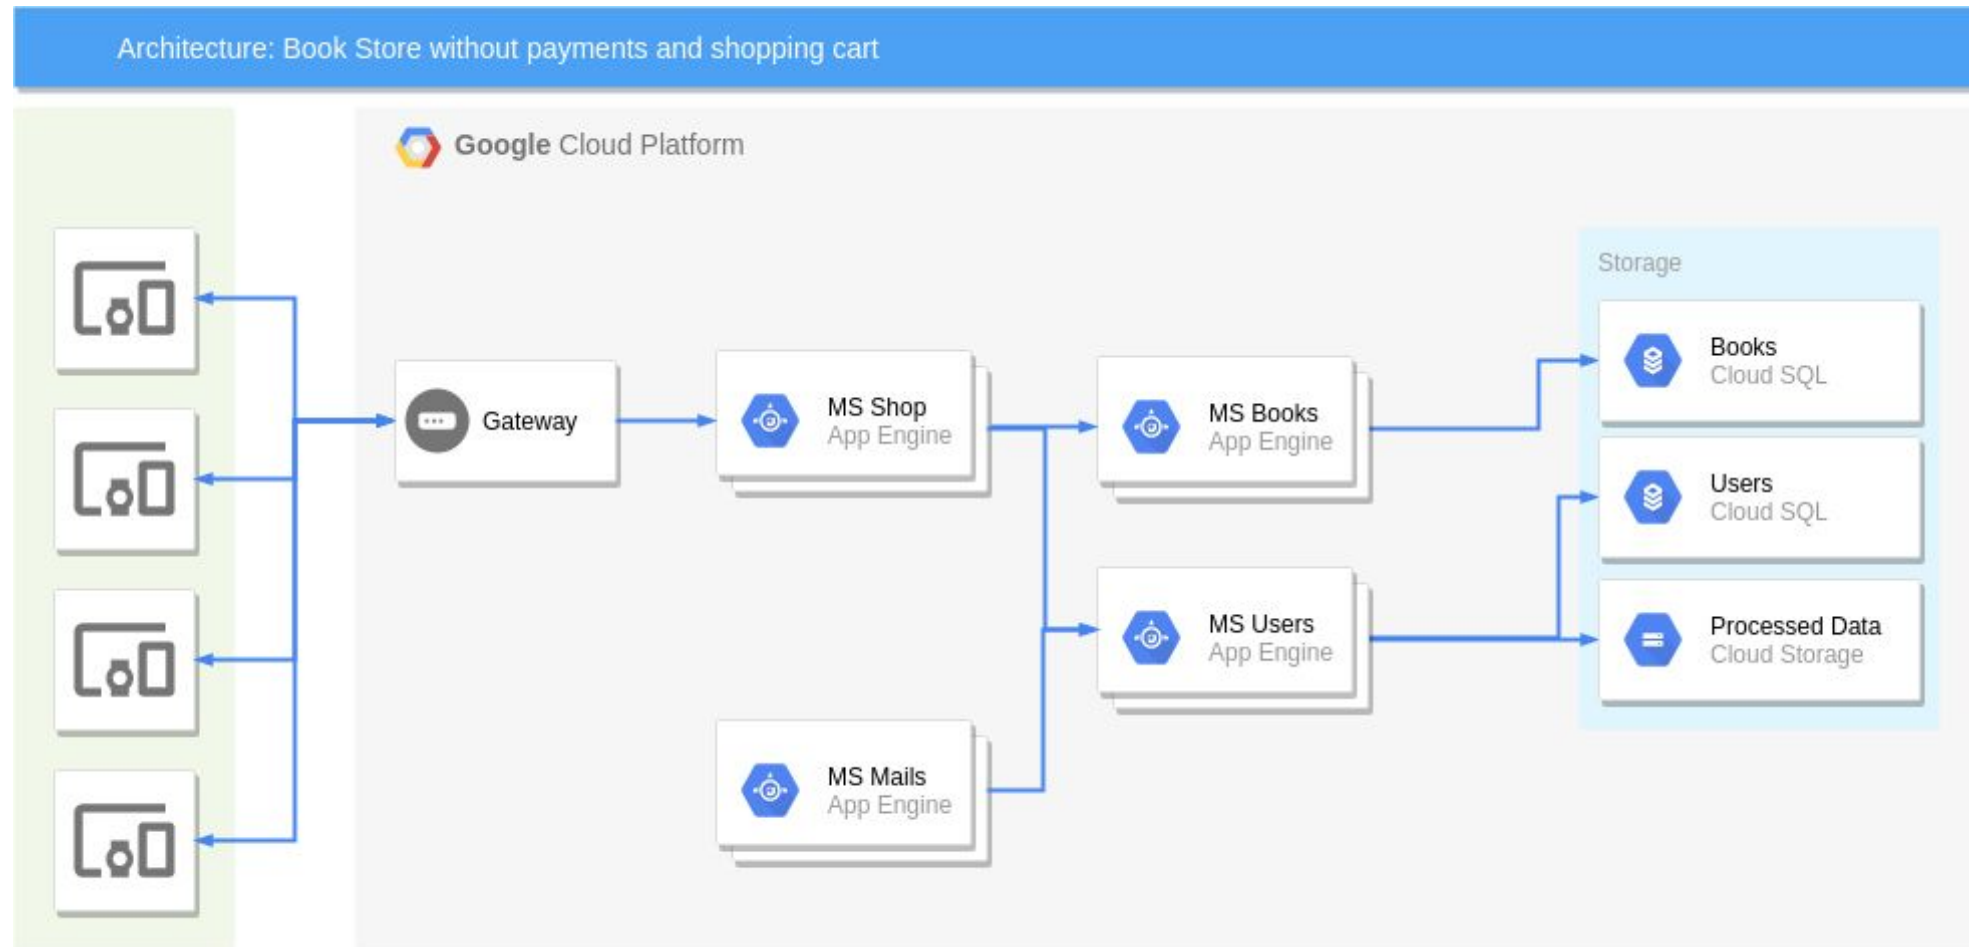 Architecture: Book Store without payments and shopping cart
Google Cloud Platform
Storage
Books
Cloud SQL
Gateway
MS Shop
App Engine
MS Books
App Engine
Users
Cloud SQL
MS Users
App Engine
Processed Data
Cloud Storage
MS Mails
App Engine